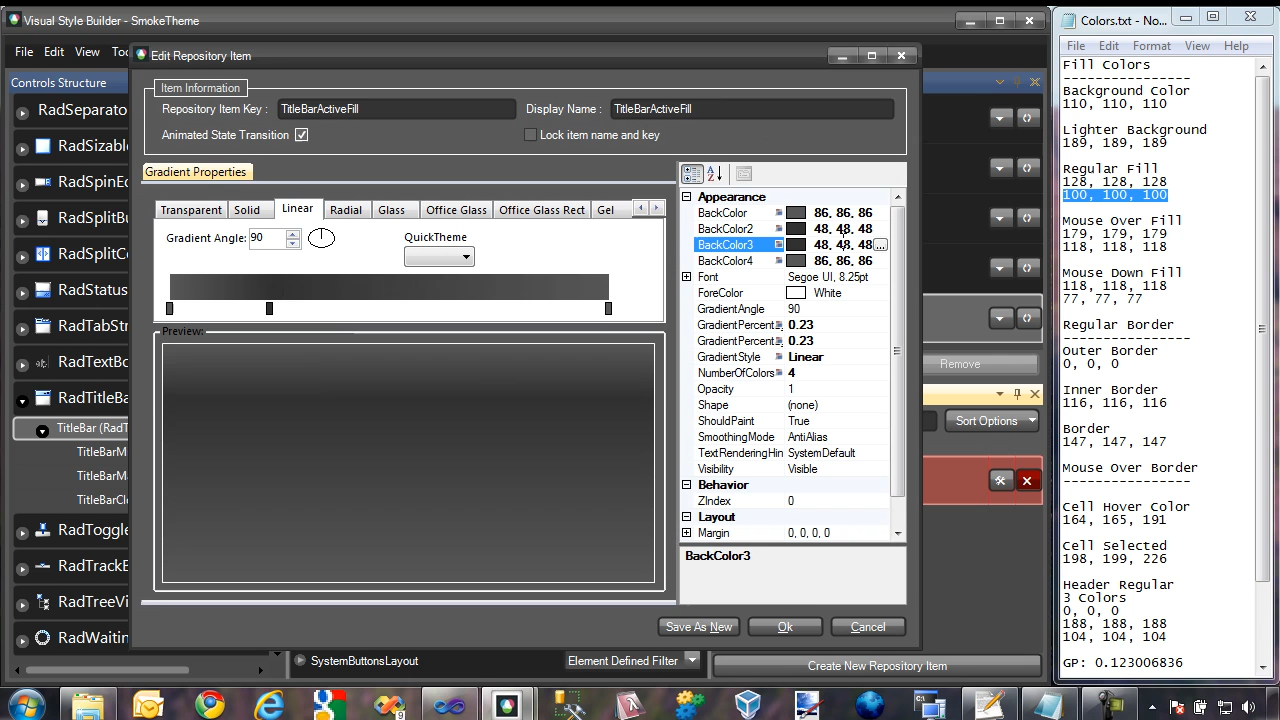 Visual Style Builder - SmokeTheme
File Edit View
Controls Structure
RadSeparato
RadSizabl
RadSpinEd
RadSplitBu
RadSplitCo
RadStatus
RadTabStr
RadTextBo
RadTitleBa
TitleBar (RadT
TitleBarM
TitleBarM
TitleBarClo
RadToggle
RadTrackB
RadTreeVi
RadWaitin
Edit Repository Item
Item Information
Repository Item Key : TitleBarActiveFill Display Name : TitleBarActiveFill
Animated State Transition Lock item name and key
Gradient Properties
Transparent Solid Linear Radial Glass Office Glass Office Glass Rect Gel
Gradient Angle: 90 QuickTheme
Preview:
Appearance
BackColor 86, 86, 86
BackColor2 48, 48, 48
BackColor3 48, 48, 48 ...
BackColor4 86, 86, 86
Font Segoe UI, 8.25pt
ForeColor White
GradientAngle 90
GradientPercent 0.23
GradientPercent 0.23
GradientStyle Linear
NumberOfColors 4
Opacity 1
Shape (none)
ShouldPaint True
SmoothingMode AntiAlias
TextRenderingHin SystemDefault
Visibility Visible
Behavior
ZIndex 0
Layout
Margin 0, 0, 0, 0
BackColor3
Save As New Ok Cancel
Remove
Sort Options
SystemButtonsLayout Element Defined Filter
Create New Repository Item
Colors.txt - No...
File Edit Format View Help
Fill Colors
----------------
Background Color
110, 110, 110
Lighter Background
189, 189, 189
Regular Fill
128, 128, 128
100, 100, 100
Mouse Over Fill
179, 179, 179
118, 118, 118
Mouse Down Fill
118, 118, 118
77, 77, 77
Regular Border
----------------
Outer Border
0, 0, 0
Inner Border
116, 116, 116
Border
147, 147, 147
Mouse Over Border
----------------
Cell Hover Color
164, 165, 191
Cell Selected
198, 199, 226
Header Regular
3 Colors
0, 0, 0
188, 188, 188
104, 104, 104
GP: 0.123006836
9